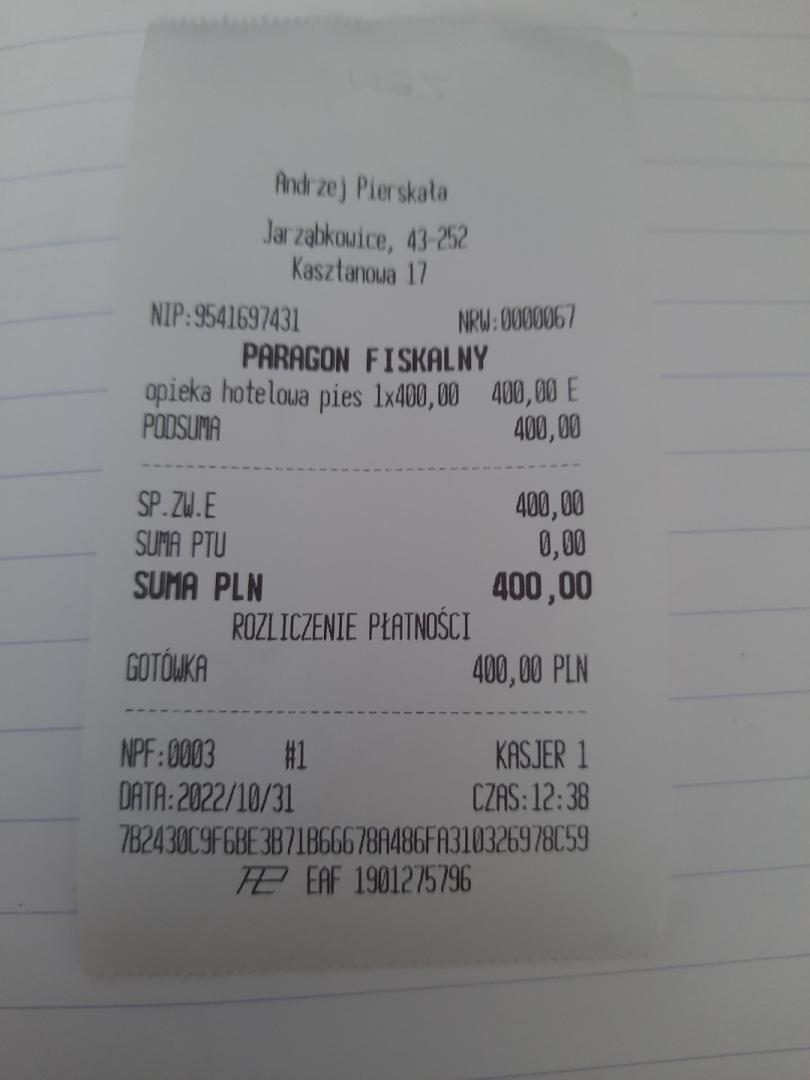 Andrzej Pierskała
Jarząbkowice, 43-252
Kasztanowa 17
NIP:9541697431 NRW:0000067
PARAGON FISKALNY
opieka hotelowa pies 1x400,00 400,00 E
PODSUMA 400,00
SP.ZW.E 400,00
SUMA PTU 0,00
SUMA PLN 400,00
ROZLICZENIE PŁATNOŚCI
GOTÓWKA 400,00 PLN
NPF:0003 #1 KASJER 1
DATA:2022/10/31 CZAS:12:38
7B2430C9F6BE3B71B66678A486FA310326978C59
EAF 1901275796